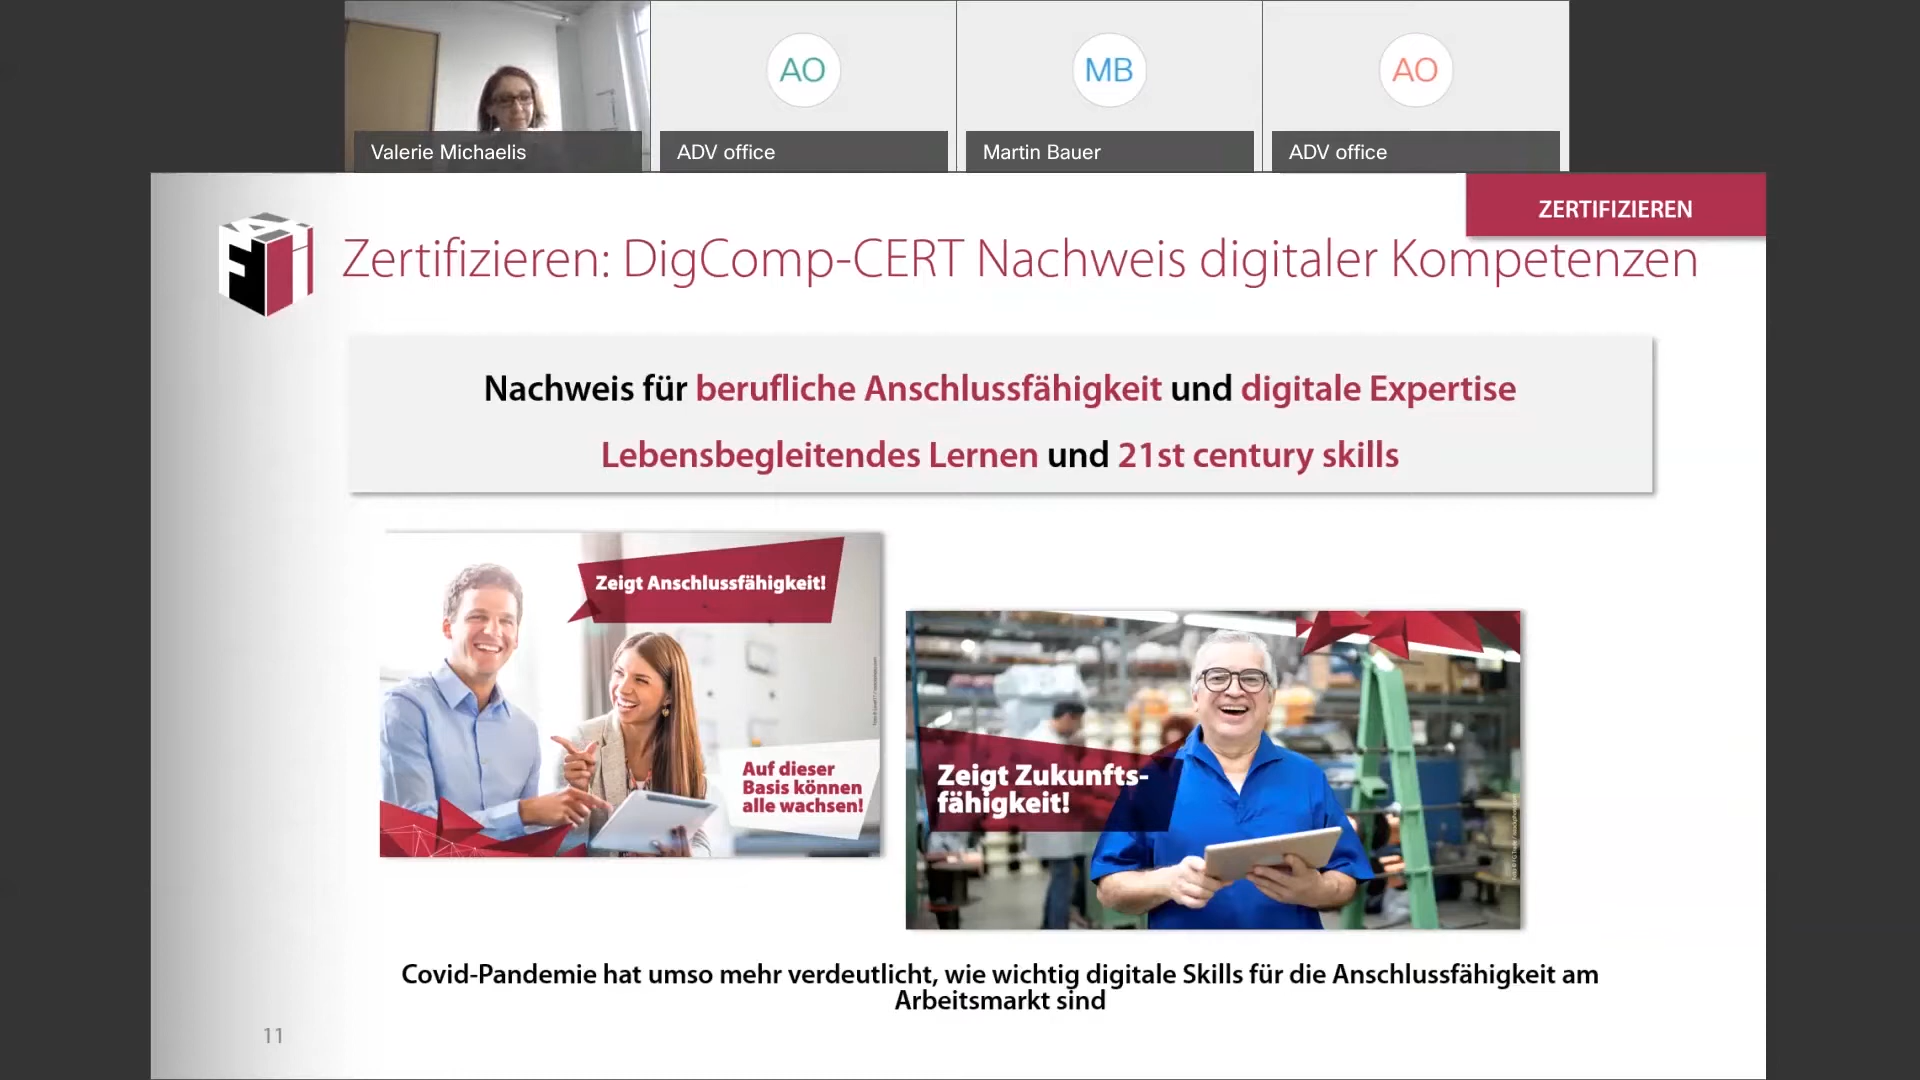 AO
MB
AO
Valerie Michaelis
ADV office
Martin Bauer
ADV office
ZERTIFIZIEREN
Zertifizieren: DigComp-CERT Nachweis digitaler Kompetenzen
Nachweis für berufliche Anschlussfähigkeit und digitale Expertise
Lebensbegleitendes Lernen und 21st century skills
Zeigt Anschlussfähigkeit!
Auf dieser
Basis können
alle wachsen!
Zeigt Zukunfts-
fähigkeit!
Covid-Pandemie hat umso mehr verdeutlicht, wie wichtig digitale Skills für die Anschlussfähigkeit am
Arbeitsmarkt sind
11